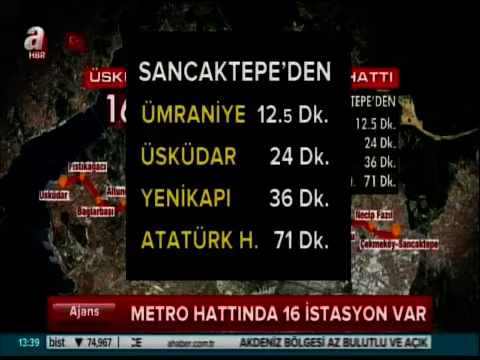 a
HBR
ÜSKÜ
HATTI
16
SANCAKTEPE'DEN
ÜMRANİYE 12.5 Dk.
ÜSKÜDAR 24 Dk.
YENİKAPI 36 Dk.
ATATÜRK H. 71 Dk.
PE'DEN
12.5 Dk.
24 Dk.
36 Dk.
71 Dk.
Fıstıkağacı
Üsküdar
Bağlarbaşı
Altun
Necip Fazıl
Çekmeköy-Sancaktepe
Ajans
METRO HATTINDA 16 İSTASYON VAR
13:39 bist ▼ 74,967 ahaber.com.tr AKDENİZ BÖLGESİ AZ BULUTLU VE AÇIK